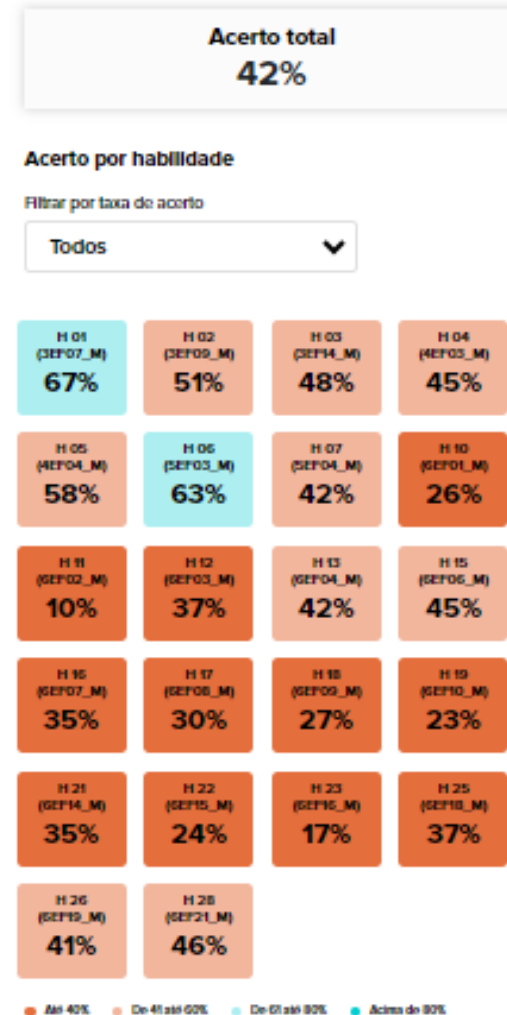 Acerto total
42%
Acerto por habilidade
Filtrar por taxa de acerto
Todos
H 01
(3EF07_M)
67%
H 02
(3EF09_M)
51%
H 03
(3EF14_M)
48%
H 04
(4EF03_M)
45%
H 05
(4EF04_M)
58%
H 06
(5EF03_M)
63%
H 07
(5EF04_M)
42%
H 10
(6EF01_M)
26%
H 11
(6EF02_M)
10%
H 12
(6EF03_M)
37%
H 13
(6EF04_M)
42%
H 15
(6EF06_M)
45%
H 16
(6EF07_M)
35%
H 17
(6EF08_M)
30%
H 18
(6EF09_M)
27%
H 19
(6EF10_M)
23%
H 21
(6EF14_M)
35%
H 22
(6EF15_M)
24%
H 23
(6EF16_M)
17%
H 25
(6EF18_M)
37%
H 26
(6EF19_M)
41%
H 28
(6EF21_M)
46%
Até 40% De 41 até 60% De 61 até 80% Acima de 80%